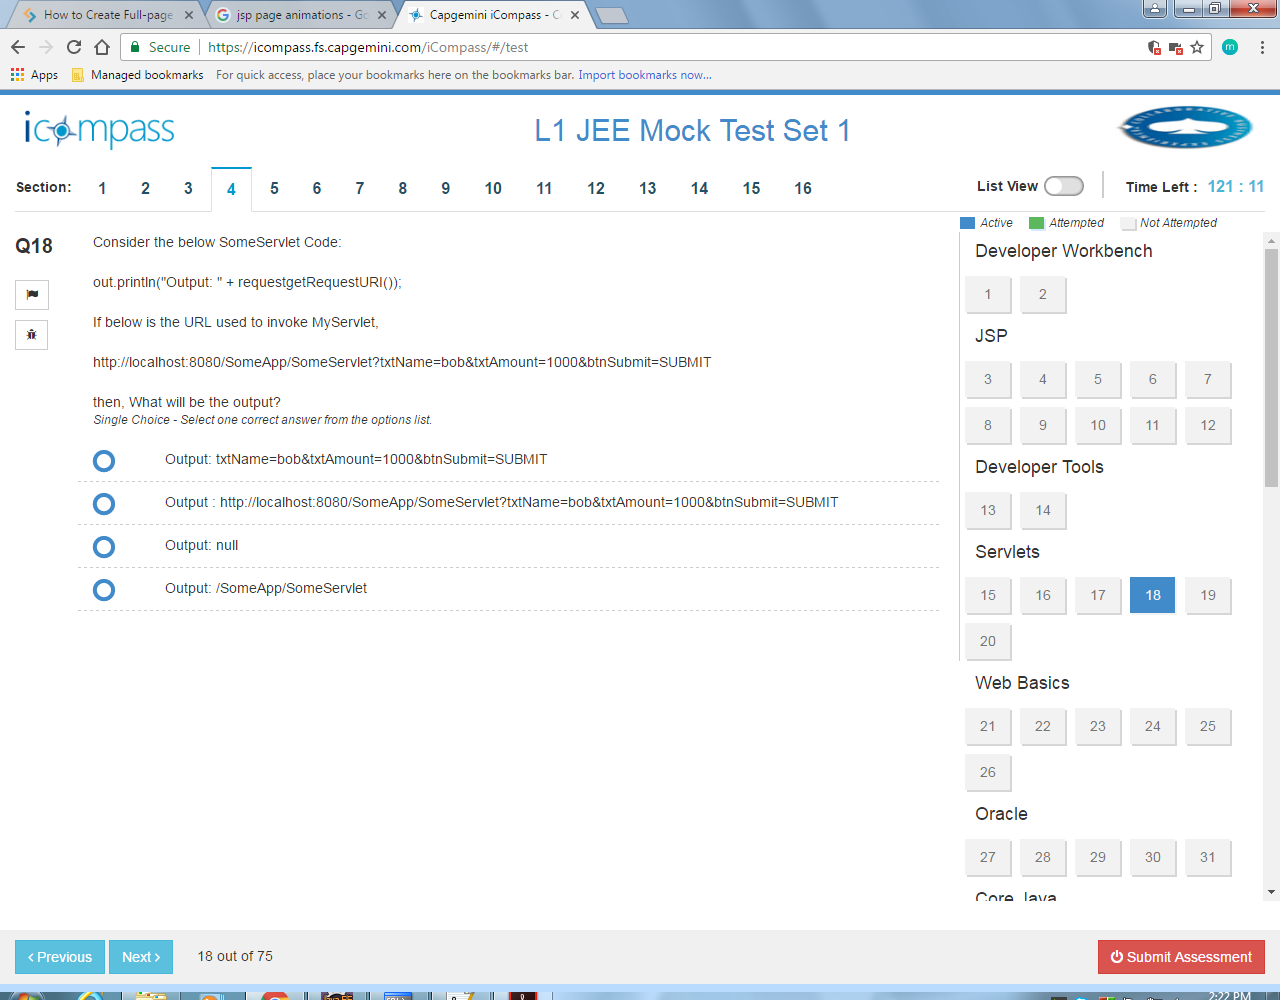 How to Create Full-page
jsp page animations - Go
Capgemini iCompass - C
Secure
https://icompass.fs.capgemini.com/iCompass/#/test
m
Apps
Managed bookmarks
For quick access, place your bookmarks here on the bookmarks bar. Import bookmarks now...
icompass
L1 JEE Mock Test Set 1
Section: 1 2 3 4 5 6 7 8 9 10 11 12 13 14 15 16
List View
Time Left : 121 : 11
Active Attempted Not Attempted
Q18
Consider the below SomeServlet Code:
out.println("Output: " + requestgetRequestURI());
If below is the URL used to invoke MyServlet,
http://localhost:8080/SomeApp/SomeServlet?txtName=bob&txtAmount=1000&btnSubmit=SUBMIT
then, What will be the output?
Single Choice - Select one correct answer from the options list.
Output: txtName=bob&txtAmount=1000&btnSubmit=SUBMIT
Output : http://localhost:8080/SomeApp/SomeServlet?txtName=bob&txtAmount=1000&btnSubmit=SUBMIT
Output: null
Output: /SomeApp/SomeServlet
Developer Workbench
1 2
JSP
3 4 5 6 7
8 9 10 11 12
Developer Tools
13 14
Servlets
15 16 17 18 19
20
Web Basics
21 22 23 24 25
26
Oracle
27 28 29 30 31
Core Java
Previous
Next
18 out of 75
Submit Assessment
2:22 PM